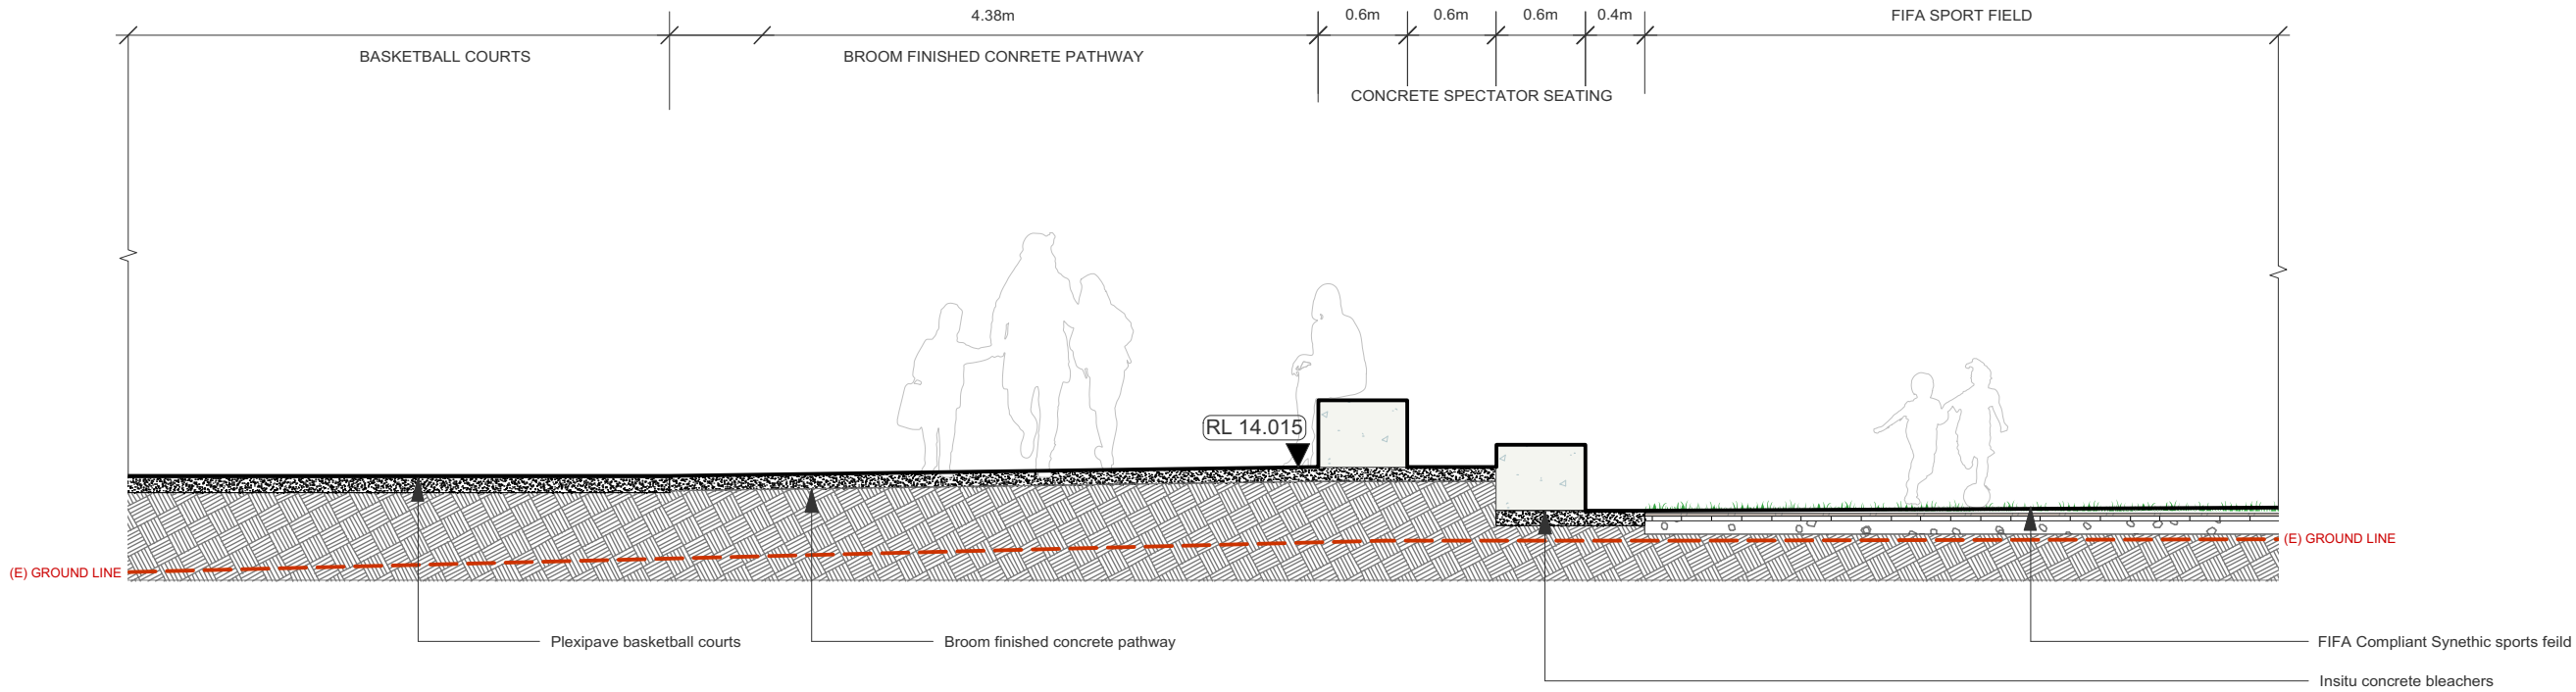 4.38m
0.6m
0.6m
0.6m
0.4m
FIFA SPORT FIELD
BASKETBALL COURTS
BROOM FINISHED CONRETE PATHWAY
CONCRETE SPECTATOR SEATING
RL 14.015
(E) GROUND LINE
(E) GROUND LINE
Plexipave basketball courts
Broom finished concrete pathway
FIFA Compliant Synethic sports feild
Insitu concrete bleachers